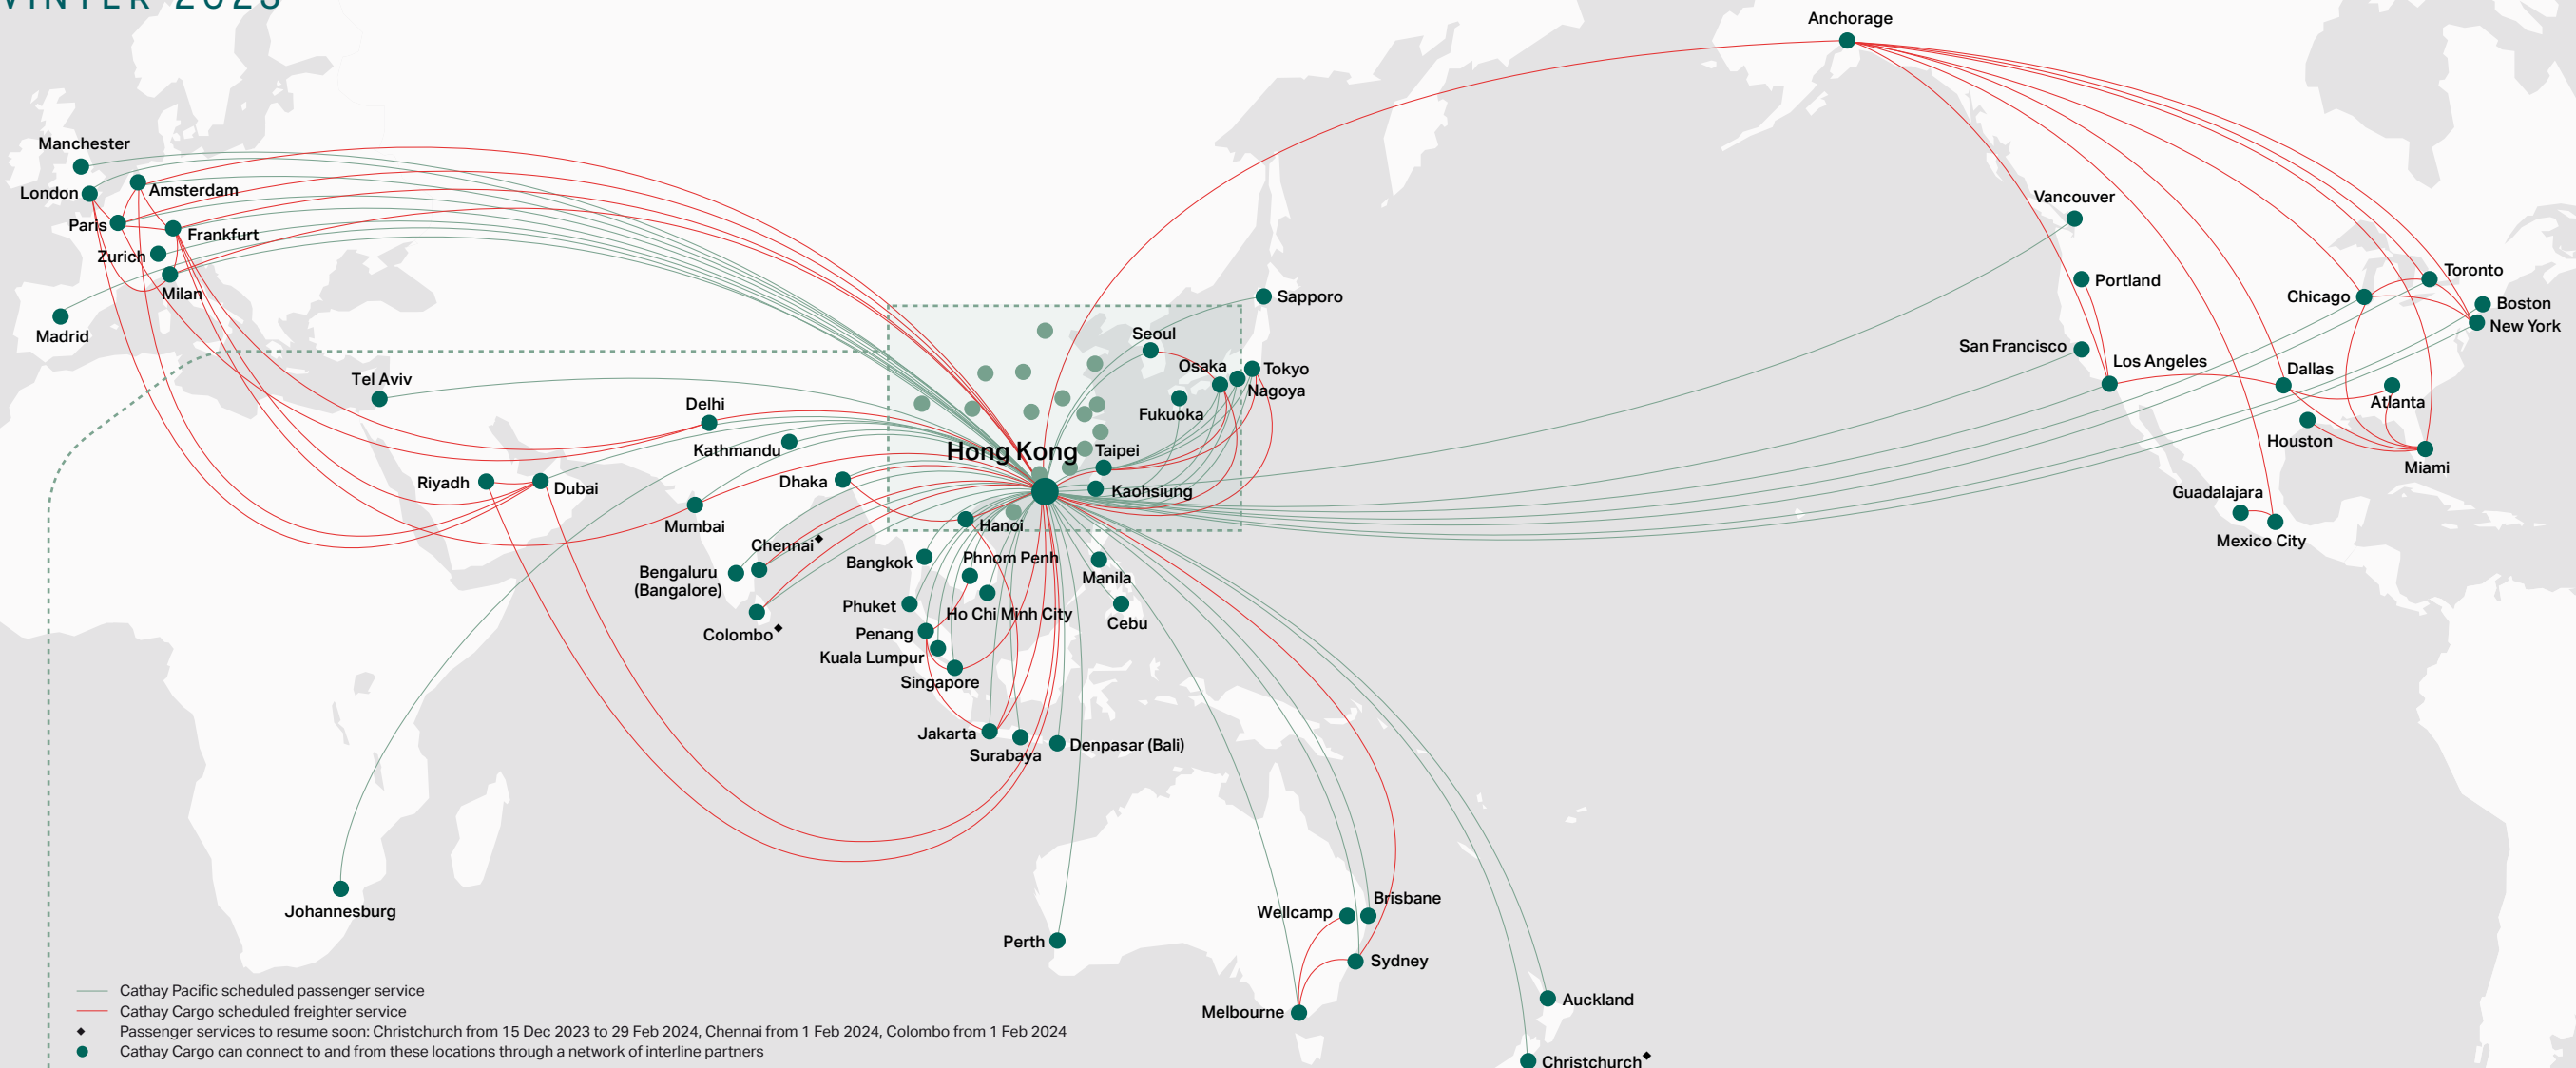 WINTER 2023
Anchorage
Manchester
London
Amsterdam
Paris
Frankfurt
Zurich
Milan
Madrid
Vancouver
Portland
San Francisco
Los Angeles
Toronto
Chicago
Boston
New York
Dallas
Atlanta
Houston
Miami
Guadalajara
Mexico City
Sapporo
Seoul
Osaka
Tokyo
Nagoya
Fukuoka
Tel Aviv
Delhi
Kathmandu
Hong Kong
Taipei
Kaohsiung
Riyadh
Dubai
Dhaka
Mumbai
Hanoi
Chennai◆
Bengaluru
(Bangalore)
Colombo◆
Bangkok
Phnom Penh
Manila
Phuket
Ho Chi Minh City
Cebu
Penang
Kuala Lumpur
Singapore
Jakarta
Surabaya
Denpasar (Bali)
Johannesburg
Perth
Wellcamp
Brisbane
Sydney
Melbourne
Auckland
Christchurch◆
Cathay Pacific scheduled passenger service
Cathay Cargo scheduled freighter service
◆ Passenger services to resume soon: Christchurch from 15 Dec 2023 to 29 Feb 2024, Chennai from 1 Feb 2024, Colombo from 1 Feb 2024
Cathay Cargo can connect to and from these locations through a network of interline partners